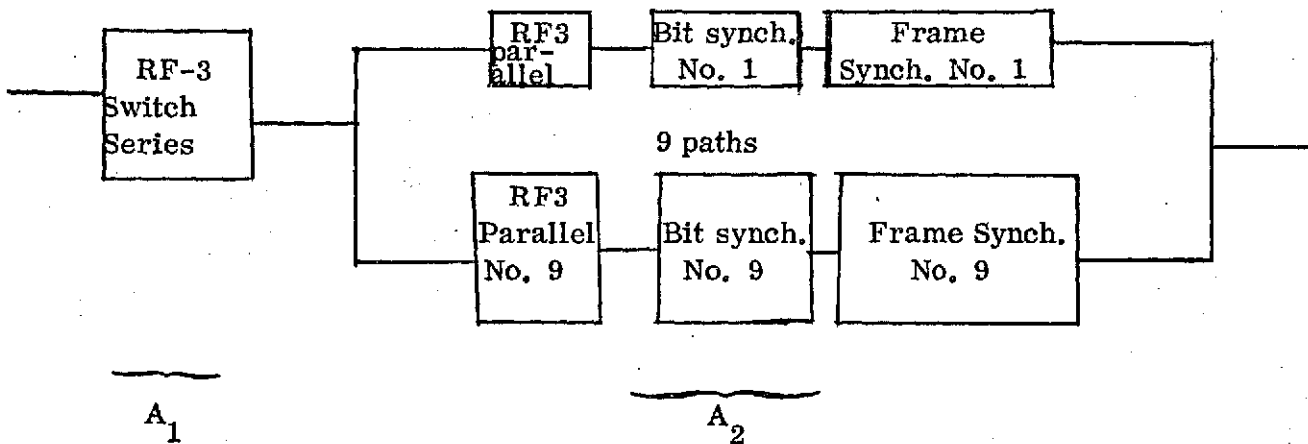 RF-3
Switch
Series
RF3
par-
allel
Bit synch.
No. 1
Frame
Synch. No. 1
9 paths
RF3
Parallel
No. 9
Bit synch.
No. 9
Frame Synch.
No. 9
A1
A2